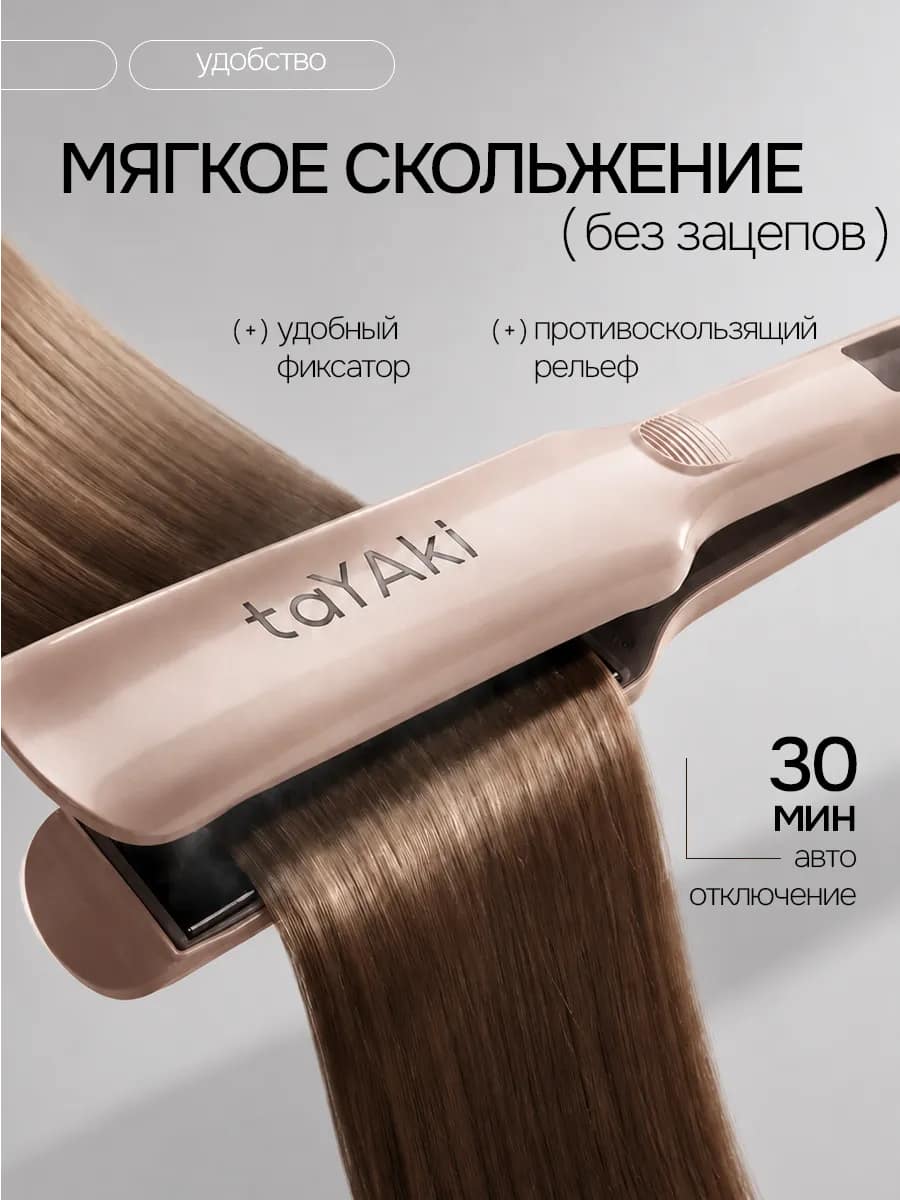 удобство
МЯГКОЕ СКОЛЬЖЕНИЕ
(без зацепов)
(+) удобный
фиксатор
(+) противоскользящий
рельеф
taYAki
30
мин
авто
отключение